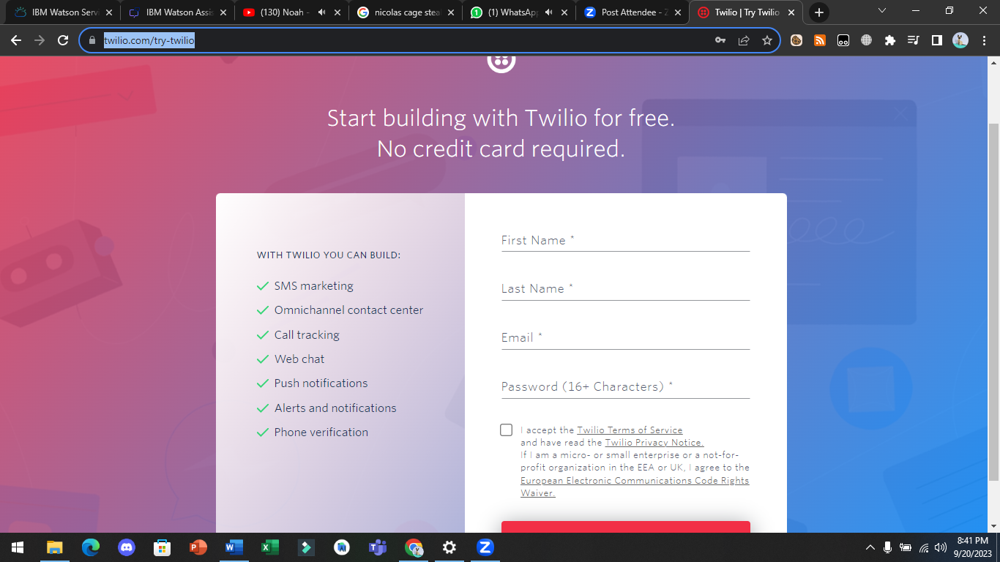 IBM Watson Serv
IBM Watson Assis
(130) Noah -
nicolas cage stea
(1) WhatsApp
Post Attendee - Z
Twilio | Try Twilio
twilio.com/try-twilio
Start building with Twilio for free.
No credit card required.
WITH TWILIO YOU CAN BUILD:
SMS marketing
Omnichannel contact center
Call tracking
Web chat
Push notifications
Alerts and notifications
Phone verification
First Name *
Last Name *
Email *
Password (16+ Characters) *
I accept the Twilio Terms of Service
and have read the Twilio Privacy Notice.
If I am a micro- or small enterprise or a not-for-
profit organization in the EEA or UK, I agree to the
European Electronic Communications Code Rights
Waiver.
8:41 PM
9/20/2023